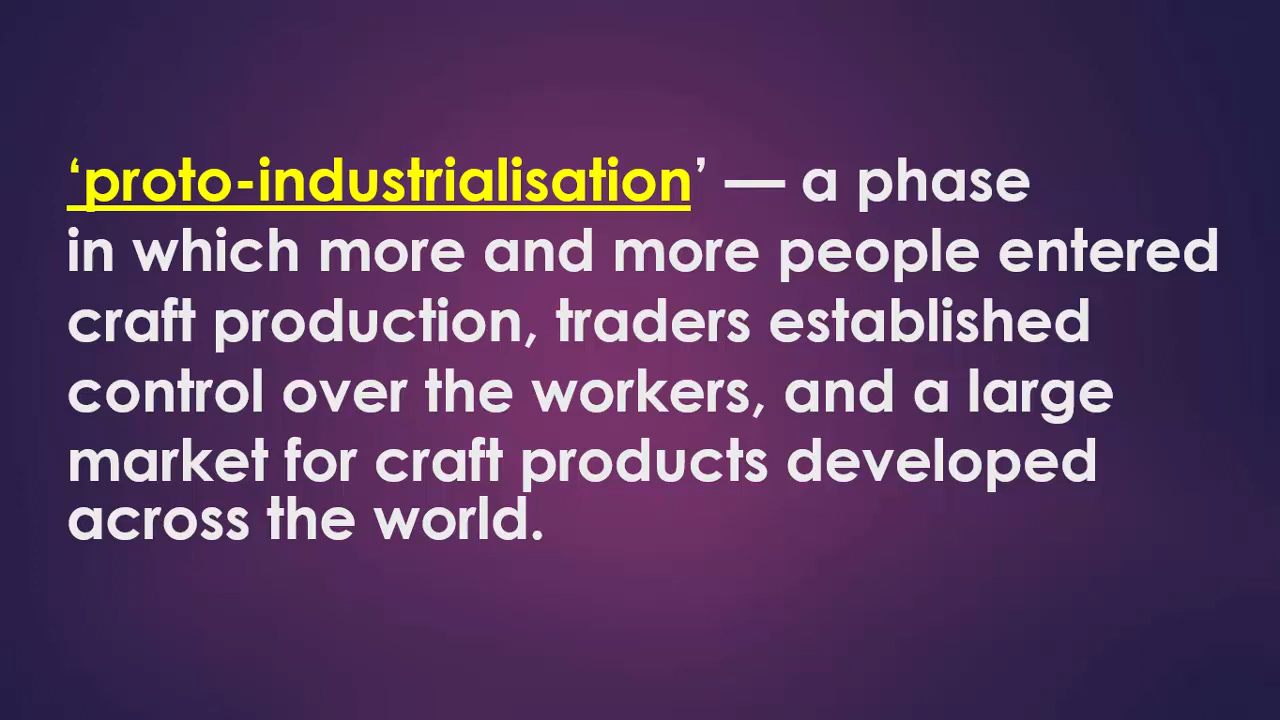 ‘proto-industrialisation’ — a phase
in which more and more people entered
craft production, traders established
control over the workers, and a large
market for craft products developed
across the world.